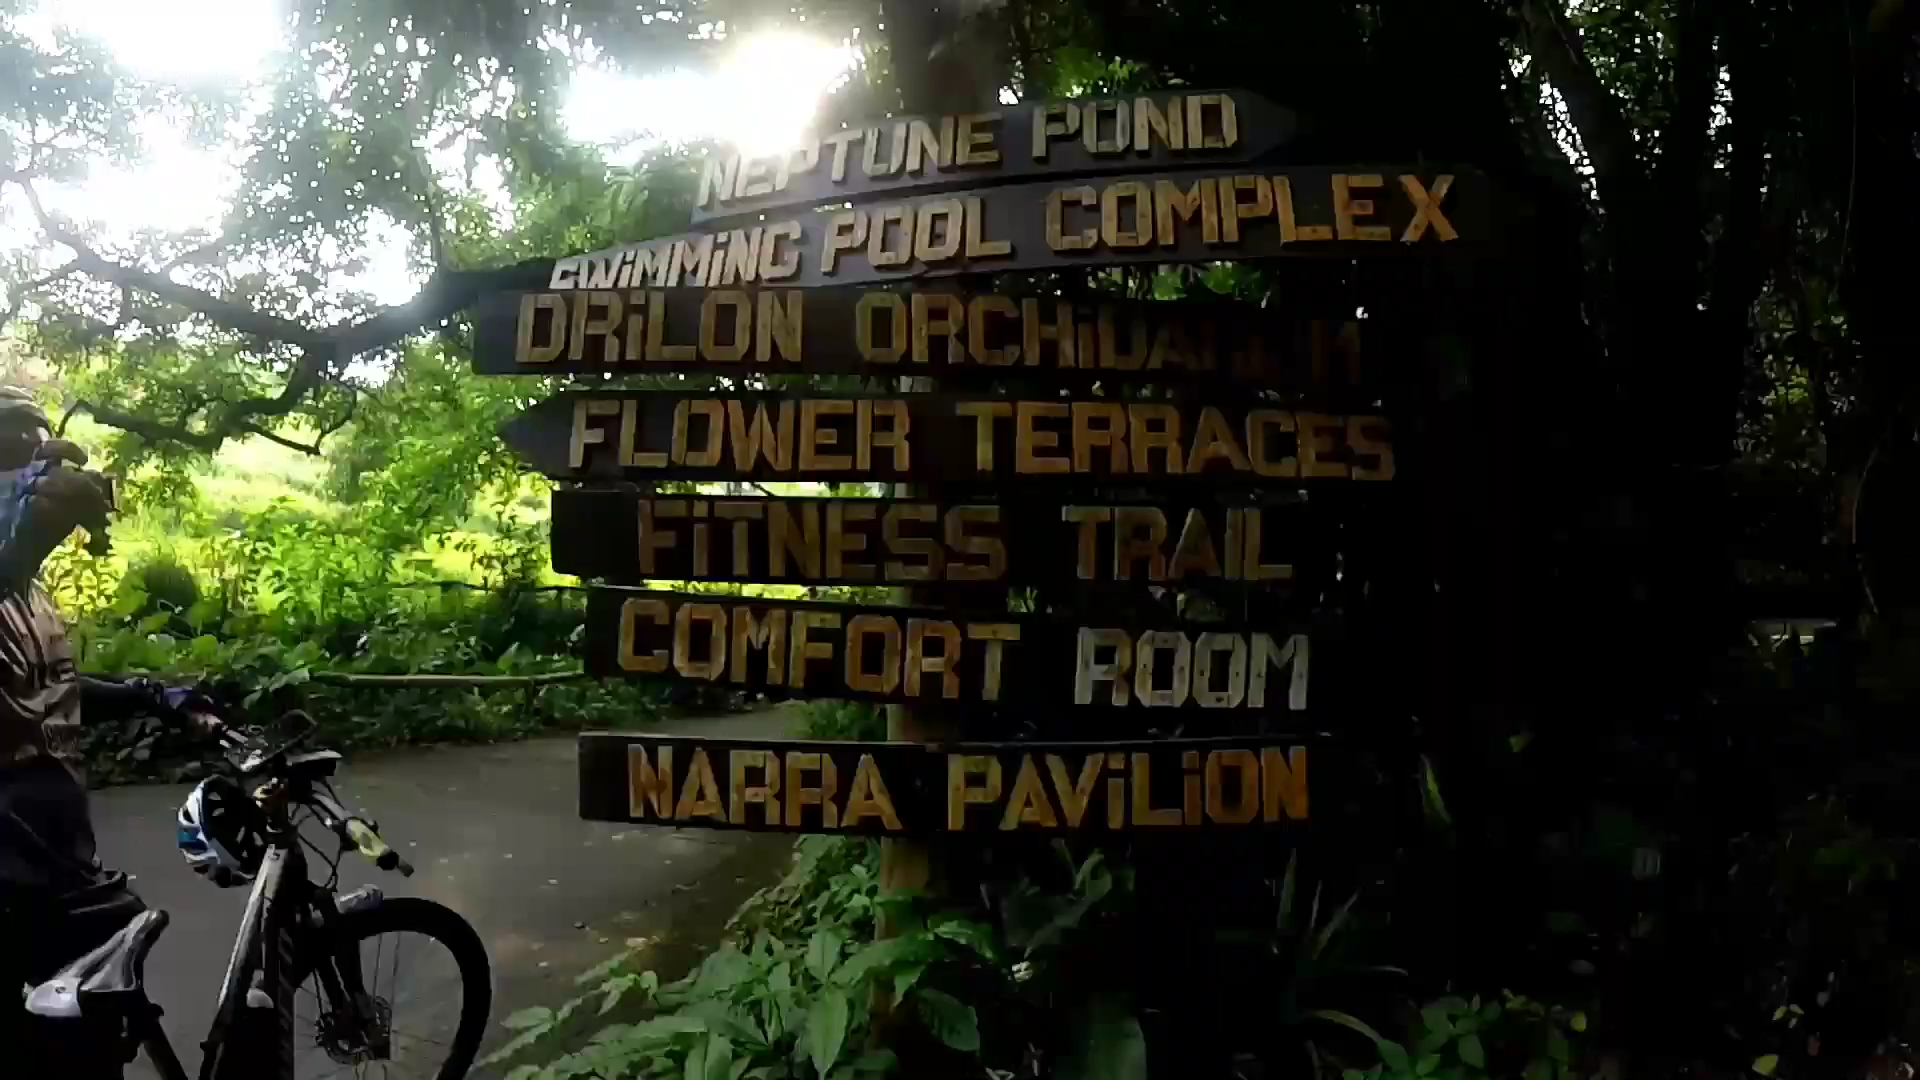 NEPTUNE POND
SWiMMiNG POOL COMPLEX
DRiLON
FLOWER TERRACES
FiTNESS TRAIL
COMFORT ROOM
NARRA PAViLiON